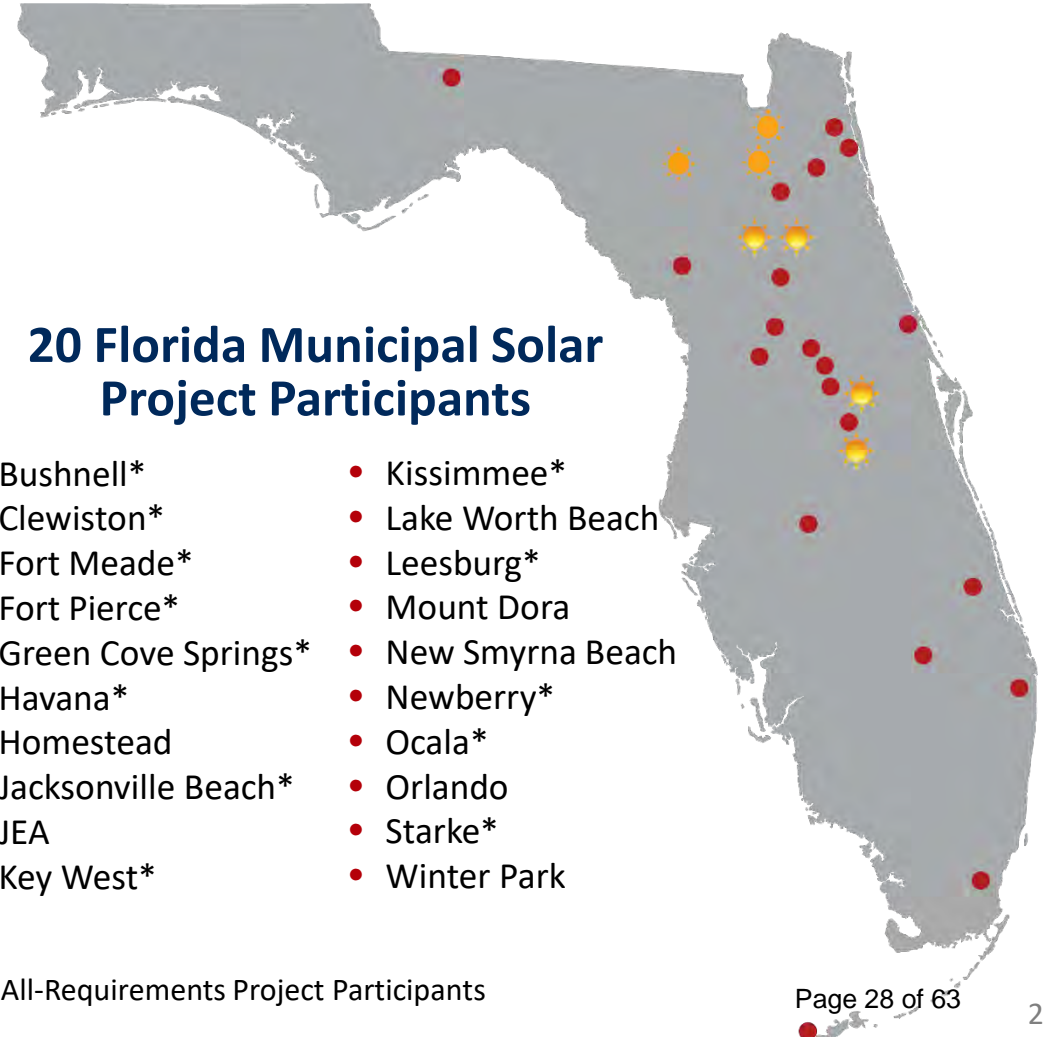 20 Florida Municipal Solar
Project Participants
Bushnell*
Clewiston*
Fort Meade*
Fort Pierce*
Green Cove Springs*
Havana*
Homestead
Jacksonville Beach*
JEA
Key West*
• Kissimmee*
• Lake Worth Beach
• Leesburg*
• Mount Dora
• New Smyrna Beach
• Newberry*
• Ocala*
• Orlando
• Starke*
• Winter Park
All-Requirements Project Participants
Page 28 of 63
2